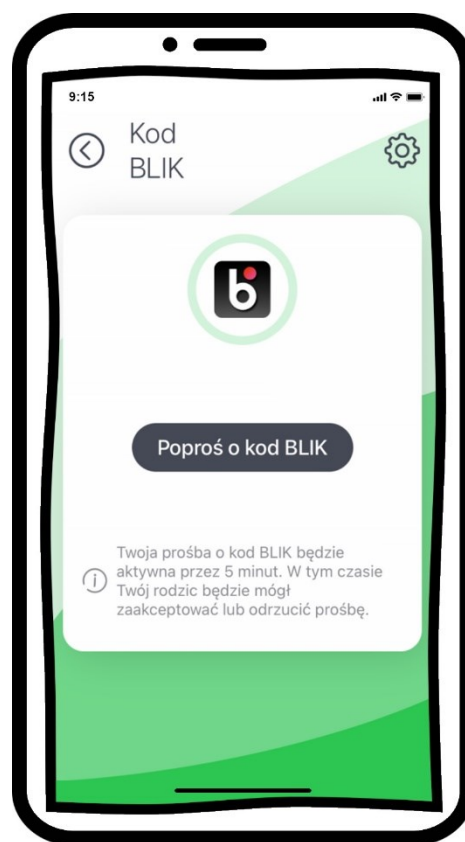 9:15
Kod
BLIK
b
Poproś o kod BLIK
Twoja prośba o kod BLIK będzie
aktywna przez 5 minut. W tym czasie
Twój rodzic będzie mógł
zaakceptować lub odrzucić prośbę.